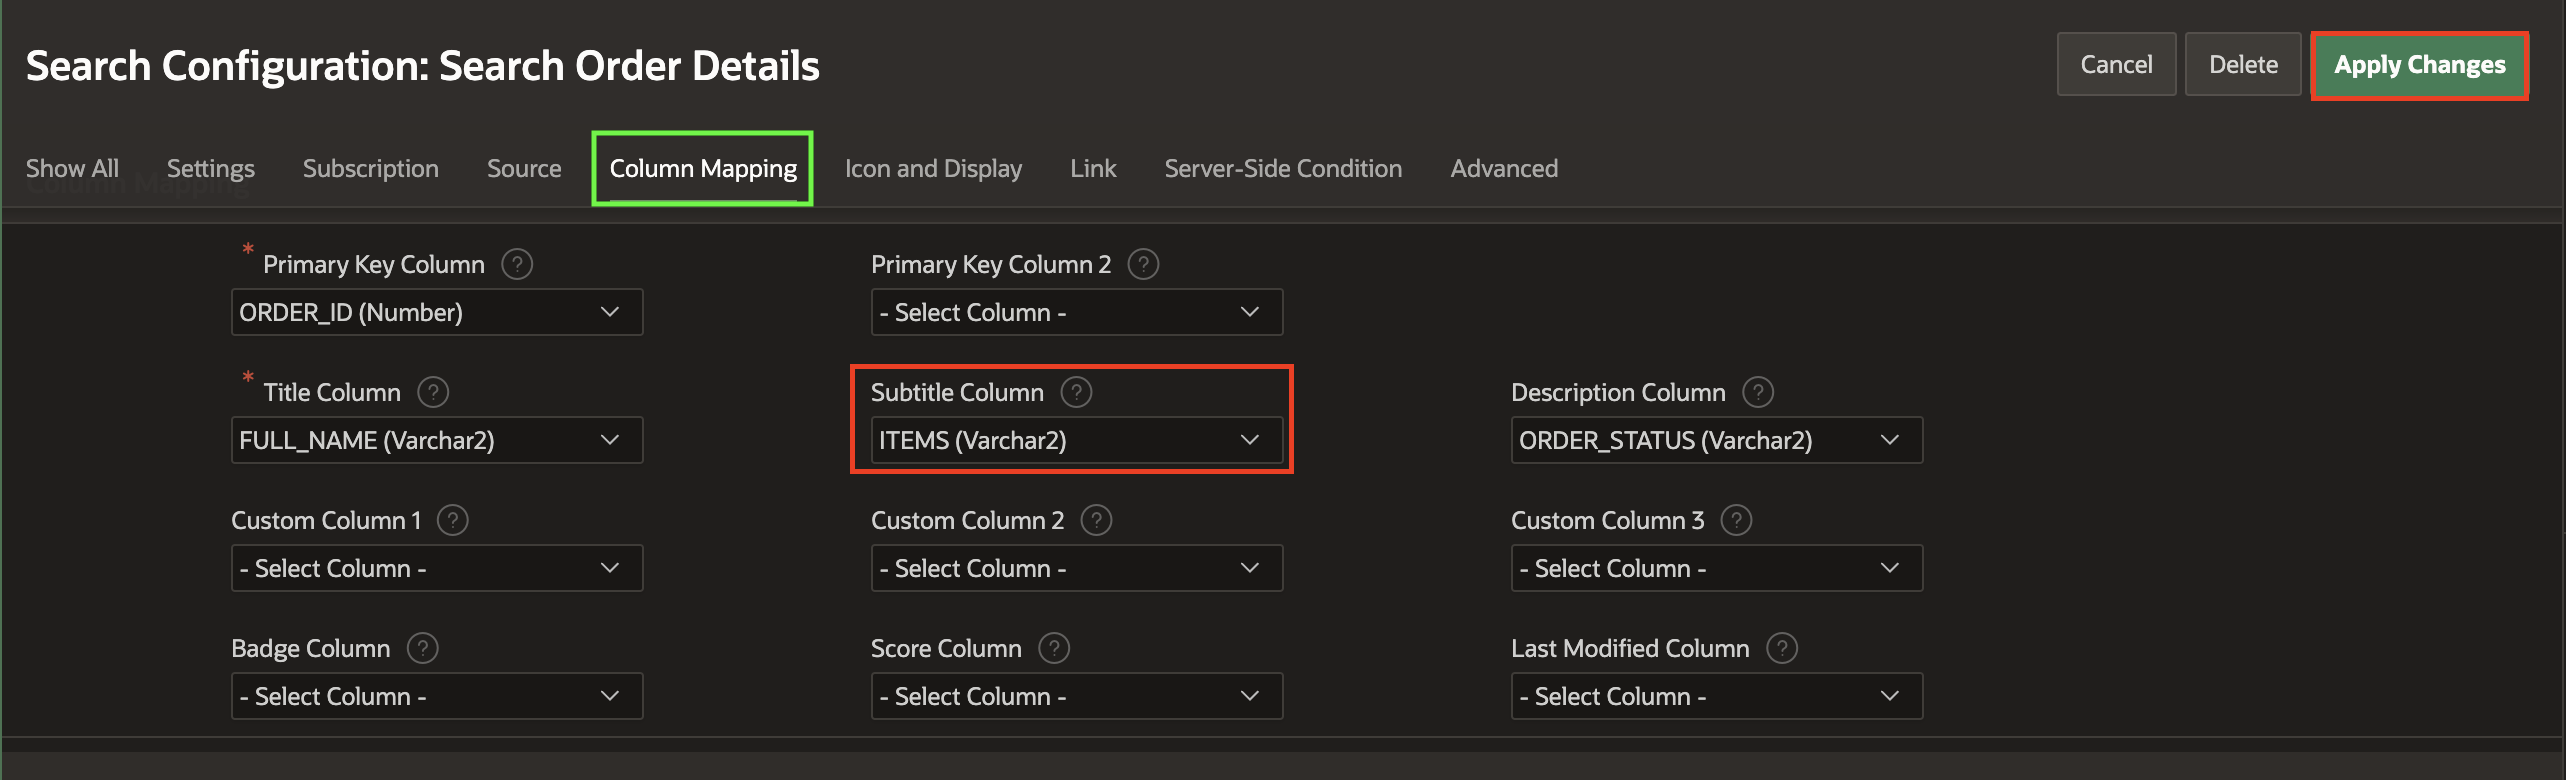 Search Configuration: Search Order Details
Cancel
Delete
Apply Changes
Show All
Settings
Subscription
Source
Column Mapping
Icon and Display
Link
Server-Side Condition
Advanced
Column Mapping
* Primary Key Column ?
ORDER_ID (Number)
Primary Key Column 2 ?
- Select Column -
* Title Column ?
FULL_NAME (Varchar2)
Subtitle Column ?
ITEMS (Varchar2)
Description Column ?
ORDER_STATUS (Varchar2)
Custom Column 1 ?
- Select Column -
Custom Column 2 ?
- Select Column -
Custom Column 3 ?
- Select Column -
Badge Column ?
- Select Column -
Score Column ?
- Select Column -
Last Modified Column ?
- Select Column -